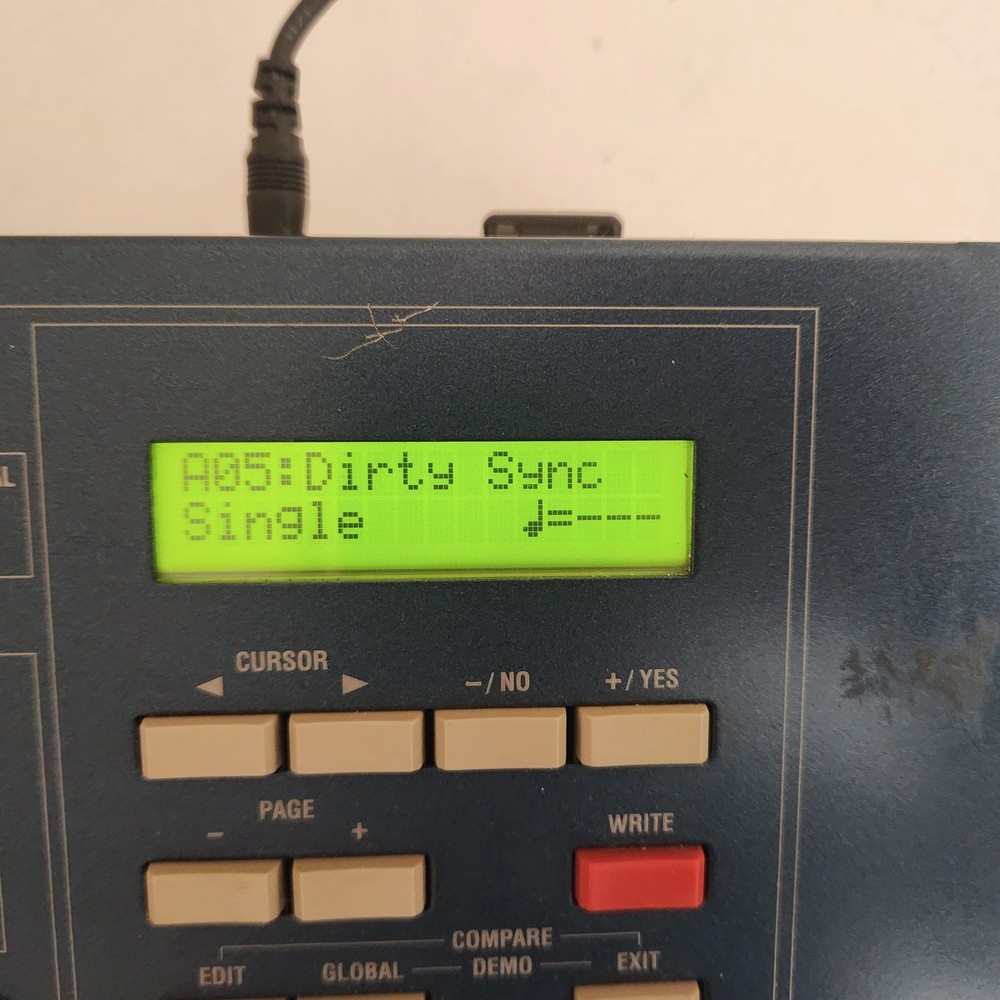 A05:Dirty Sync
Single ♩=---
CURSOR
◀ ▶ −/NO +/YES
PAGE
− + WRITE
COMPARE
EDIT GLOBAL DEMO EXIT